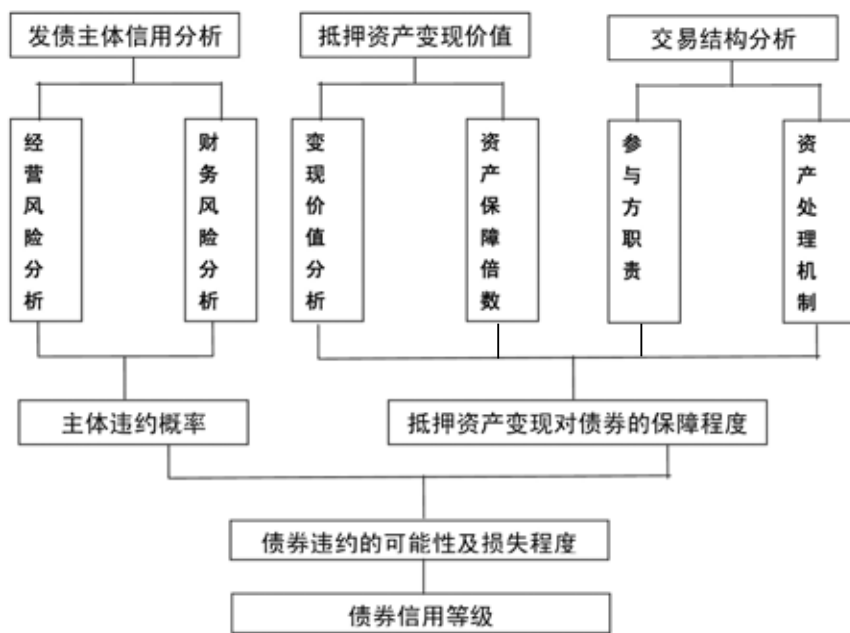 发债主体信用分析
抵押资产变现价值
交易结构分析
经营风险分析
财务风险分析
变现价值分析
资产保障倍数
参与方职责
资产处理机制
主体违约概率
抵押资产变现对债券的保障程度
债券违约的可能性及损失程度
债券信用等级